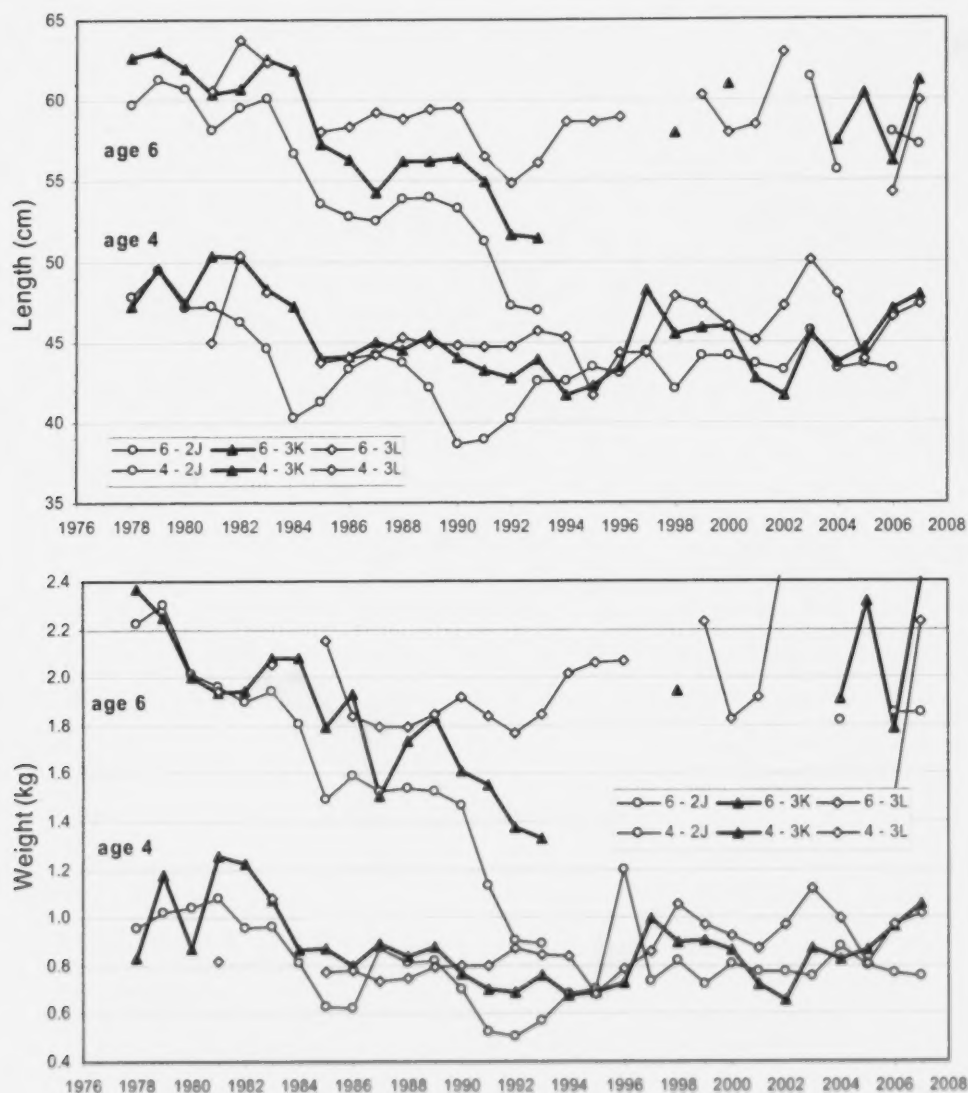 65
60
55
50
45
40
35
Length (cm)
age 6
age 4
6 - 2J 6 - 3K 6 - 3L
4 - 2J 4 - 3K 4 - 3L
1976 1978 1980 1982 1984 1986 1988 1990 1992 1994 1996 1998 2000 2002 2004 2006 2008
2.4
2.2
2.0
1.8
1.6
1.4
1.2
1.0
0.8
0.6
0.4
Weight (kg)
age 6
age 4
6 - 2J 6 - 3K 6 - 3L
4 - 2J 4 - 3K 4 - 3L
1976 1978 1980 1982 1984 1986 1988 1990 1992 1994 1996 1998 2000 2002 2004 2006 2008